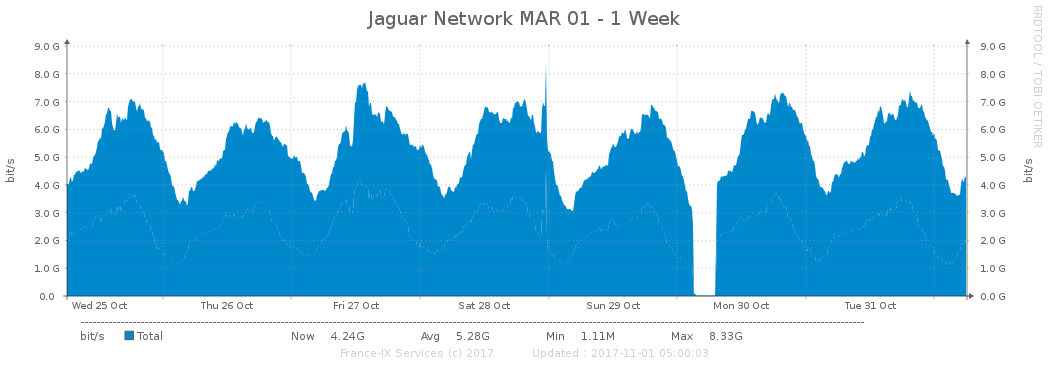 Jaguar Network MAR 01 - 1 Week
RRDTOOL / TOBI OETIKER
9.0 G 9.0 G
8.0 G 8.0 G
7.0 G 7.0 G
6.0 G 6.0 G
5.0 G 5.0 G
4.0 G 4.0 G
3.0 G 3.0 G
2.0 G 2.0 G
1.0 G 1.0 G
0.0 0.0 G
bit/s
bit/s
Wed 25 Oct Thu 26 Oct Fri 27 Oct Sat 28 Oct Sun 29 Oct Mon 30 Oct Tue 31 Oct
bit/s Total Now 4.24G Avg 5.28G Min 1.11M Max 8.33G
France-IX Services (c) 2017 Updated : 2017-11-01 05:00:03